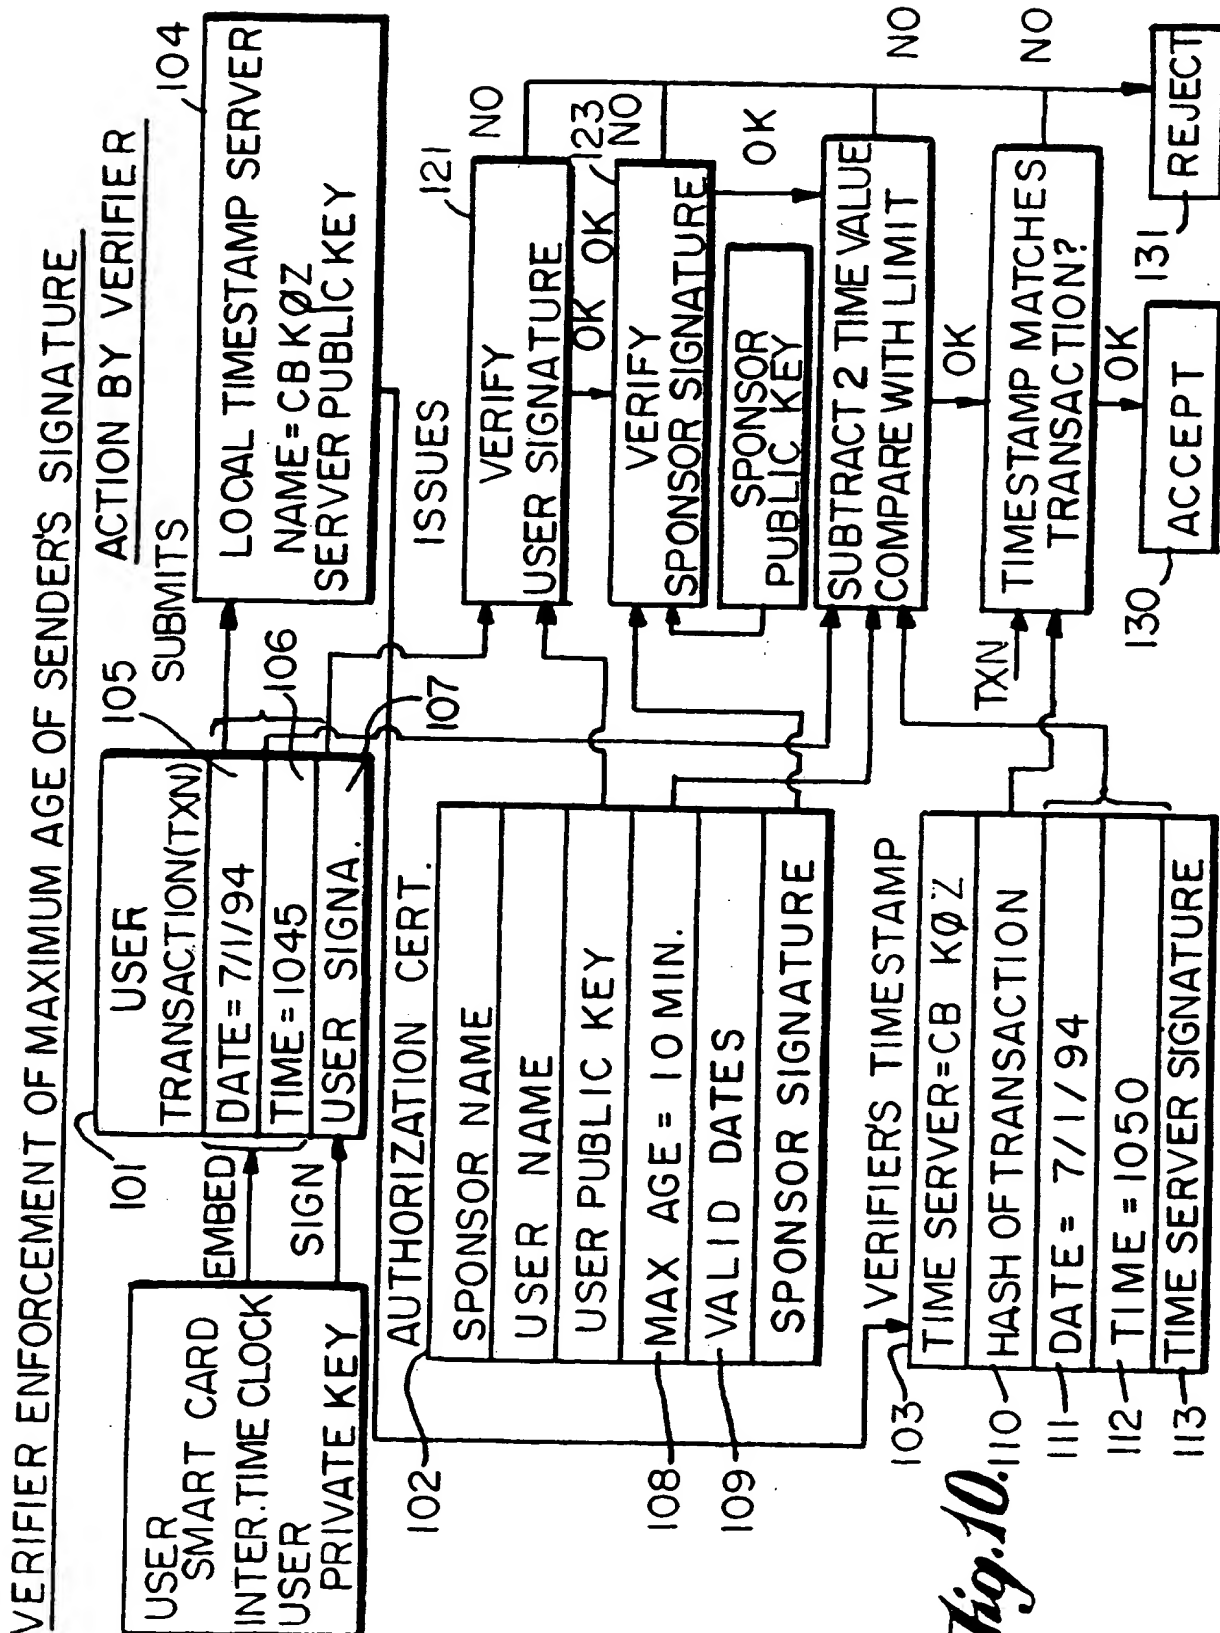 VERIFIER ENFORCEMENT OF MAXIMUM AGE OF SENDER'S SIGNATURE
ACTION BY VERIFIER
USER
SMART CARD
INTER. TIME CLOCK
USER
PRIVATE KEY
EMBED
SIGN
101
USER
TRANSACTION(TXN)
DATE = 7/1/94
TIME = 1045
USER SIGNA.
105
106
107
SUBMITS
104
LOCAL TIMESTAMP SERVER
NAME = CB KØZ
SERVER PUBLIC KEY
ISSUES
102
AUTHORIZATION CERT.
SPONSOR NAME
USER NAME
USER PUBLIC KEY
MAX AGE = 10 MIN.
VALID DATES
SPONSOR SIGNATURE
108
109
121
VERIFY
USER SIGNATURE
NO
OK
OK
123
NO
VERIFY
SPONSOR SIGNATURE
OK
SPONSOR
PUBLIC KEY
SUBTRACT 2 TIME VALUE
COMPARE WITH LIMIT
NO
OK
103
VERIFIER'S TIMESTAMP
TIME SERVER=CB KØZ
HASH OF TRANSACTION
DATE = 7/1/94
TIME = 1050
TIME SERVER SIGNATURE
110
111
112
113
TXN
TIMESTAMP MATCHES
TRANSACTION?
NO
OK
130
ACCEPT
131
REJECT
Fig. 10.